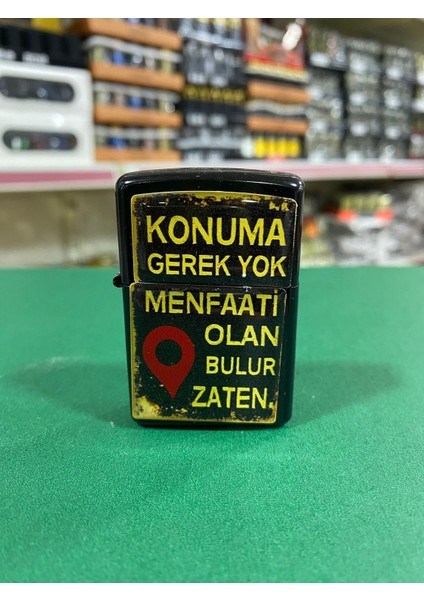 KONUMA
GEREK YOK
MENFAATİ
OLAN
BULUR
ZATEN.